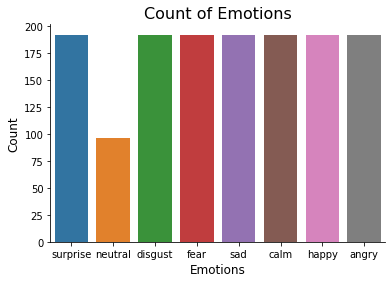 Count of Emotions
Count
200
175
150
125
100
75
50
25
0
surprise neutral disgust fear sad calm happy angry
Emotions